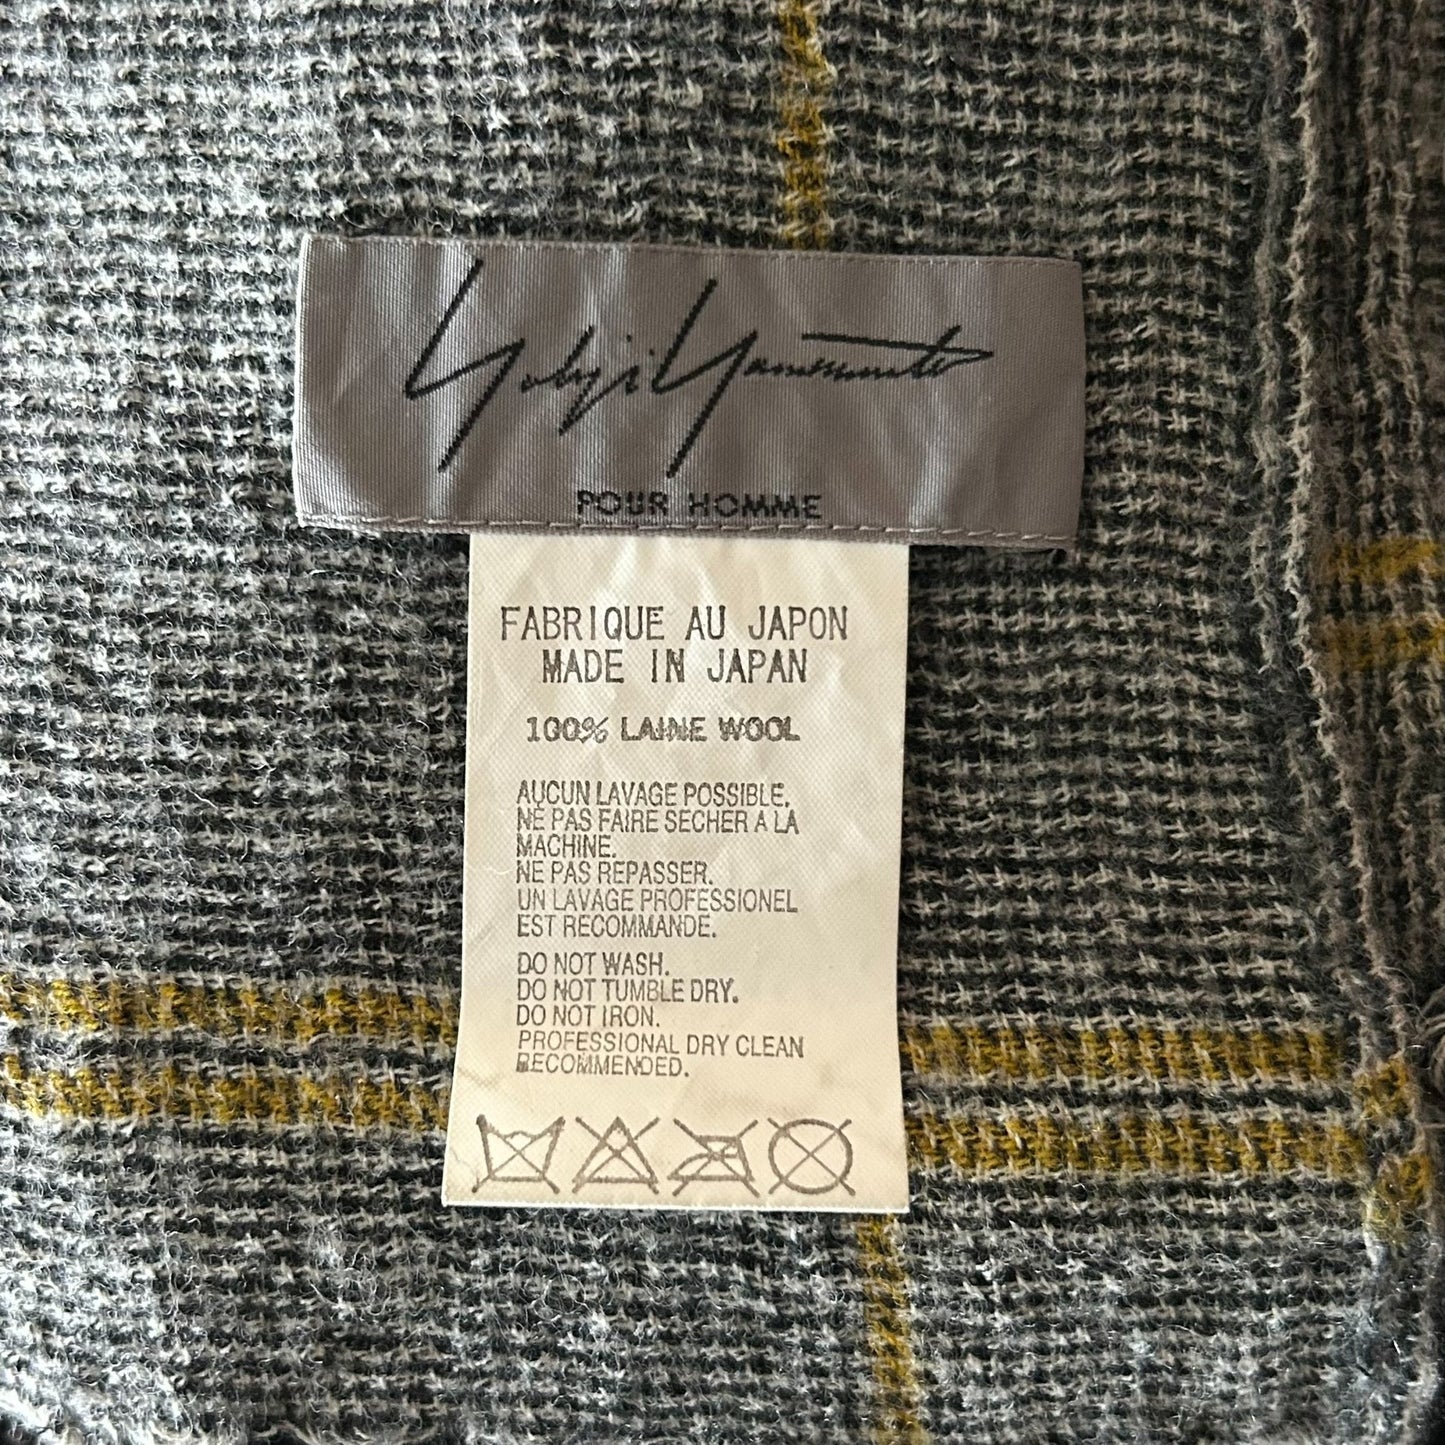 Yohji Yamamoto
POUR HOMME
FABRIQUE AU JAPON
MADE IN JAPAN
100% LAINE WOOL
AUCUN LAVAGE POSSIBLE.
NE PAS FAIRE SECHER A LA
MACHINE.
NE PAS REPASSER.
UN LAVAGE PROFESSIONEL
EST RECOMMANDE.
DO NOT WASH.
DO NOT TUMBLE DRY.
DO NOT IRON.
PROFESSIONAL DRY CLEAN
RECOMMENDED.